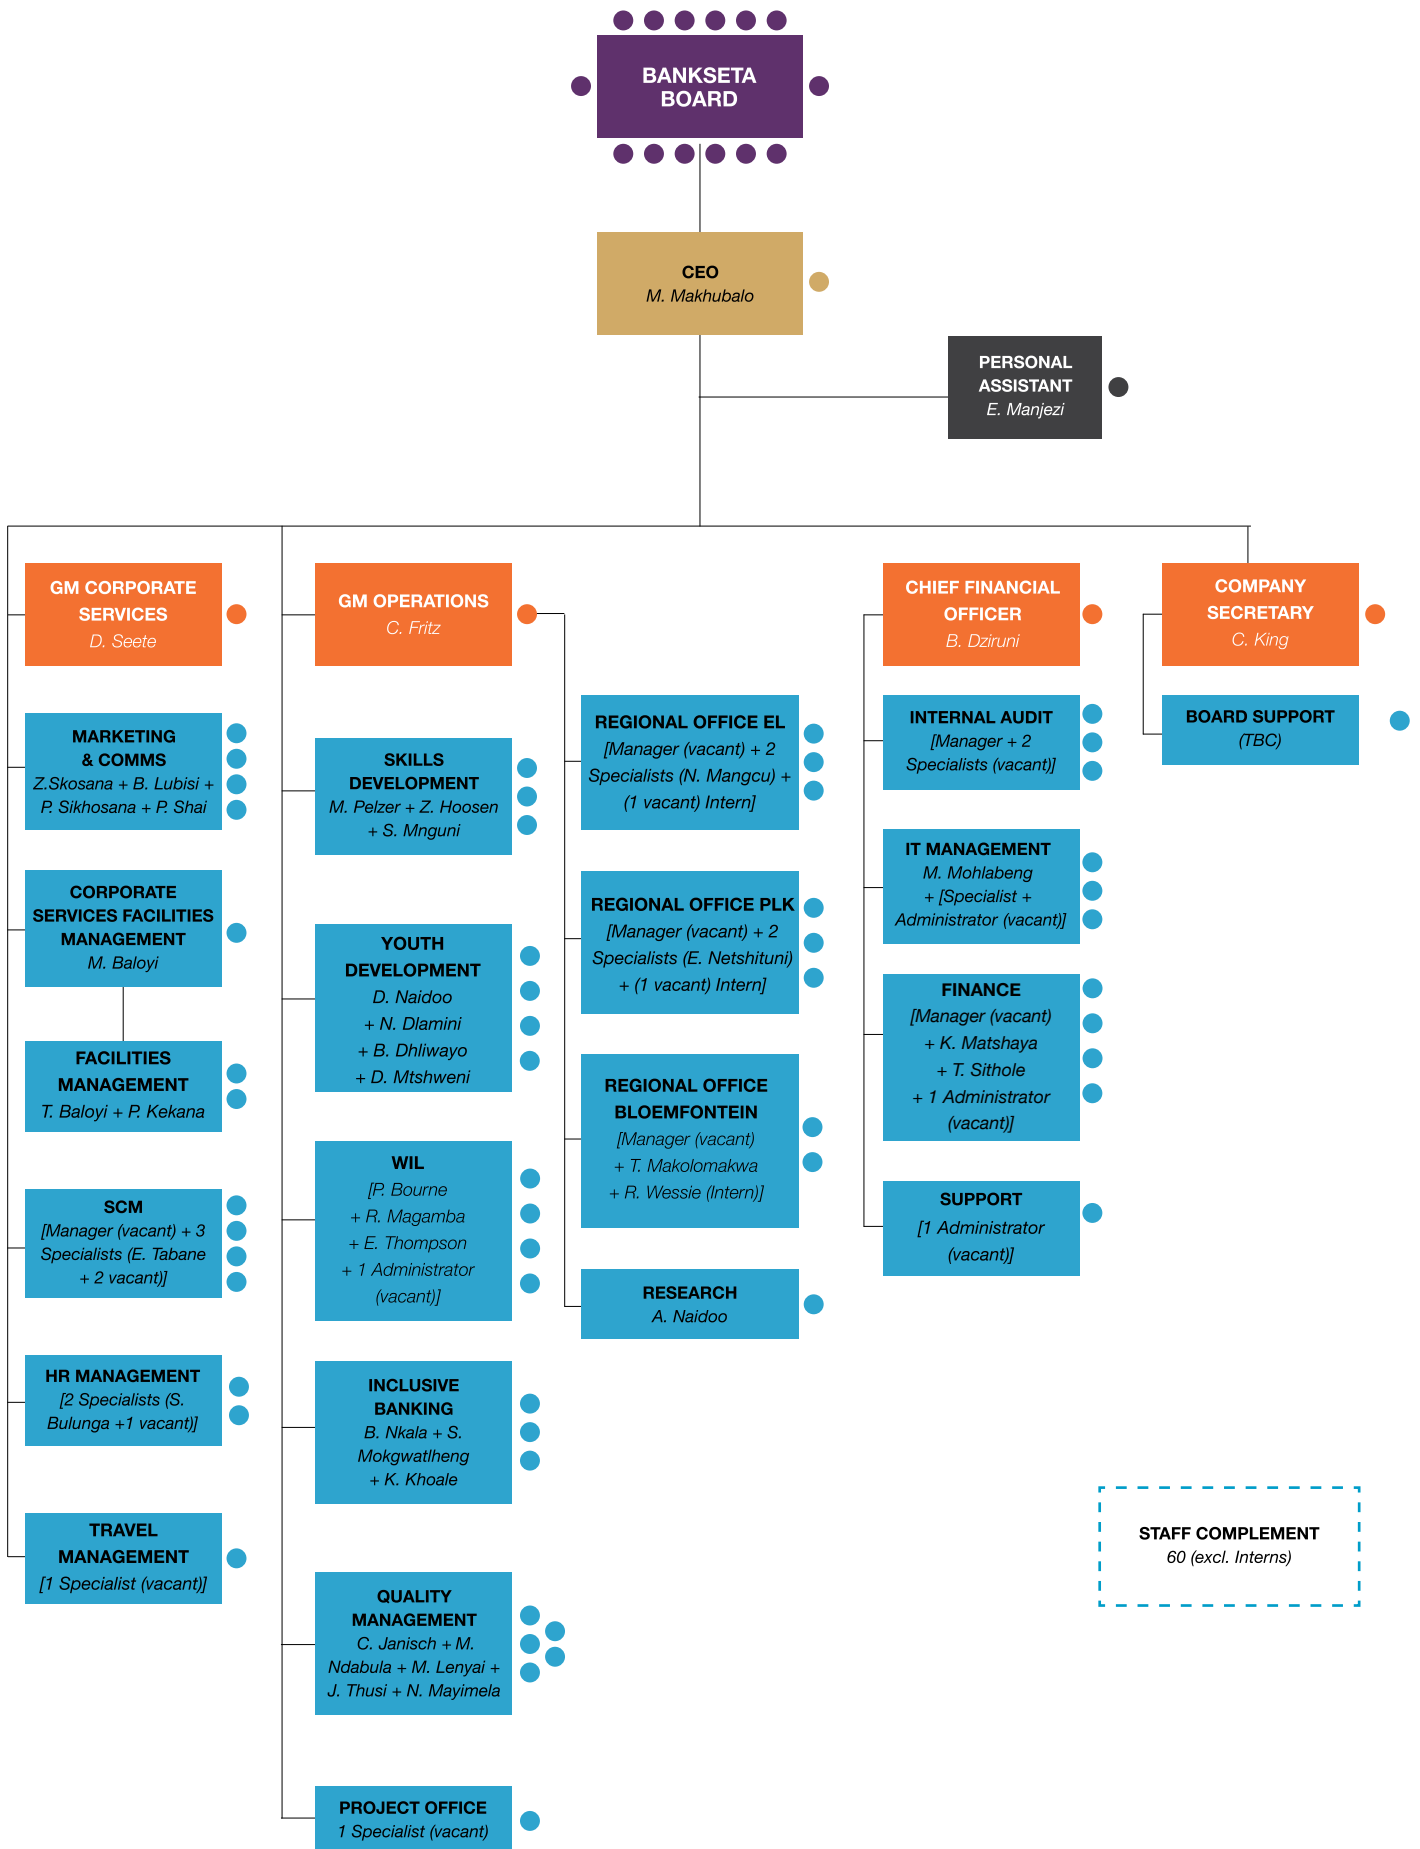 BANKSETA
BOARD
CEO
M. Makhubalo
PERSONAL
ASSISTANT
E. Manjezi
GM CORPORATE
SERVICES
D. Seete
MARKETING
& COMMS
Z.Skosana + B. Lubisi +
P. Sikhosana + P. Shai
CORPORATE
SERVICES FACILITIES
MANAGEMENT
M. Baloyi
FACILITIES
MANAGEMENT
T. Baloyi + P. Kekana
SCM
[Manager (vacant) + 3
Specialists (E. Tabane
+ 2 vacant)]
HR MANAGEMENT
[2 Specialists (S.
Bulunga +1 vacant)]
TRAVEL
MANAGEMENT
[1 Specialist (vacant)]
GM OPERATIONS
C. Fritz
SKILLS
DEVELOPMENT
M. Pelzer + Z. Hoosen
+ S. Mnguni
YOUTH
DEVELOPMENT
D. Naidoo
+ N. Dlamini
+ B. Dhliwayo
+ D. Mtshweni
WIL
[P. Bourne
+ R. Magamba
+ E. Thompson
+ 1 Administrator
(vacant)]
INCLUSIVE
BANKING
B. Nkala + S.
Mokgwatlheng
+ K. Khoale
QUALITY
MANAGEMENT
C. Janisch + M.
Ndabula + M. Lenyai +
J. Thusi + N. Mayimela
PROJECT OFFICE
1 Specialist (vacant)
REGIONAL OFFICE EL
[Manager (vacant) + 2
Specialists (N. Mangcu) +
(1 vacant) Intern]
REGIONAL OFFICE PLK
[Manager (vacant) + 2
Specialists (E. Netshituni)
+ (1 vacant) Intern]
REGIONAL OFFICE
BLOEMFONTEIN
[Manager (vacant)
+ T. Makolomakwa
+ R. Wessie (Intern)]
RESEARCH
A. Naidoo
CHIEF FINANCIAL
OFFICER
B. Dziruni
INTERNAL AUDIT
[Manager + 2
Specialists (vacant)]
IT MANAGEMENT
M. Mohlabeng
+ [Specialist +
Administrator (vacant)]
FINANCE
[Manager (vacant)
+ K. Matshaya
+ T. Sithole
+ 1 Administrator
(vacant)]
SUPPORT
[1 Administrator
(vacant)]
COMPANY
SECRETARY
C. King
BOARD SUPPORT
(TBC)
STAFF COMPLEMENT
60 (excl. Interns)